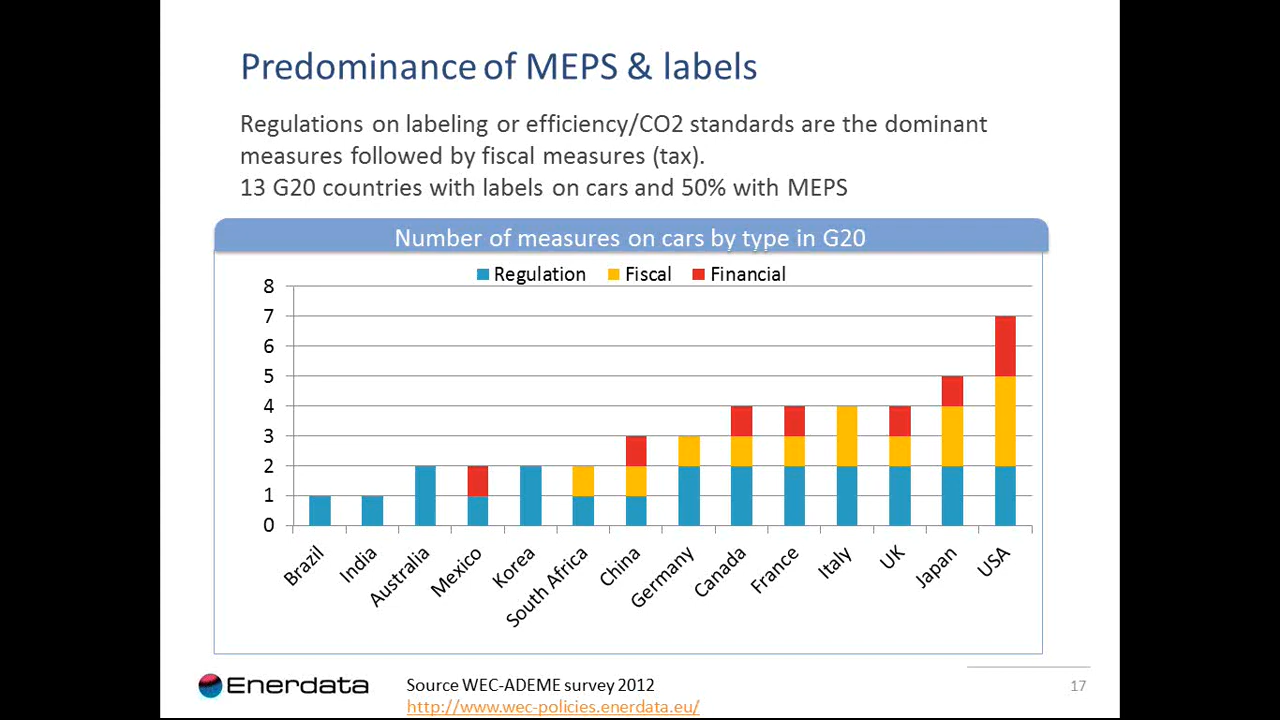 Predominance of MEPS & labels
Regulations on labeling or efficiency/CO2 standards are the dominant
measures followed by fiscal measures (tax).
13 G20 countries with labels on cars and 50% with MEPS
Number of measures on cars by type in G20
Regulation Fiscal Financial
8
7
6
5
4
3
2
1
0
Brazil
India
Australia
Mexico
Korea
South Africa
China
Germany
Canada
France
Italy
UK
Japan
USA
Enerdata
Source WEC-ADEME survey 2012
http://www.wec-policies.enerdata.eu/
17